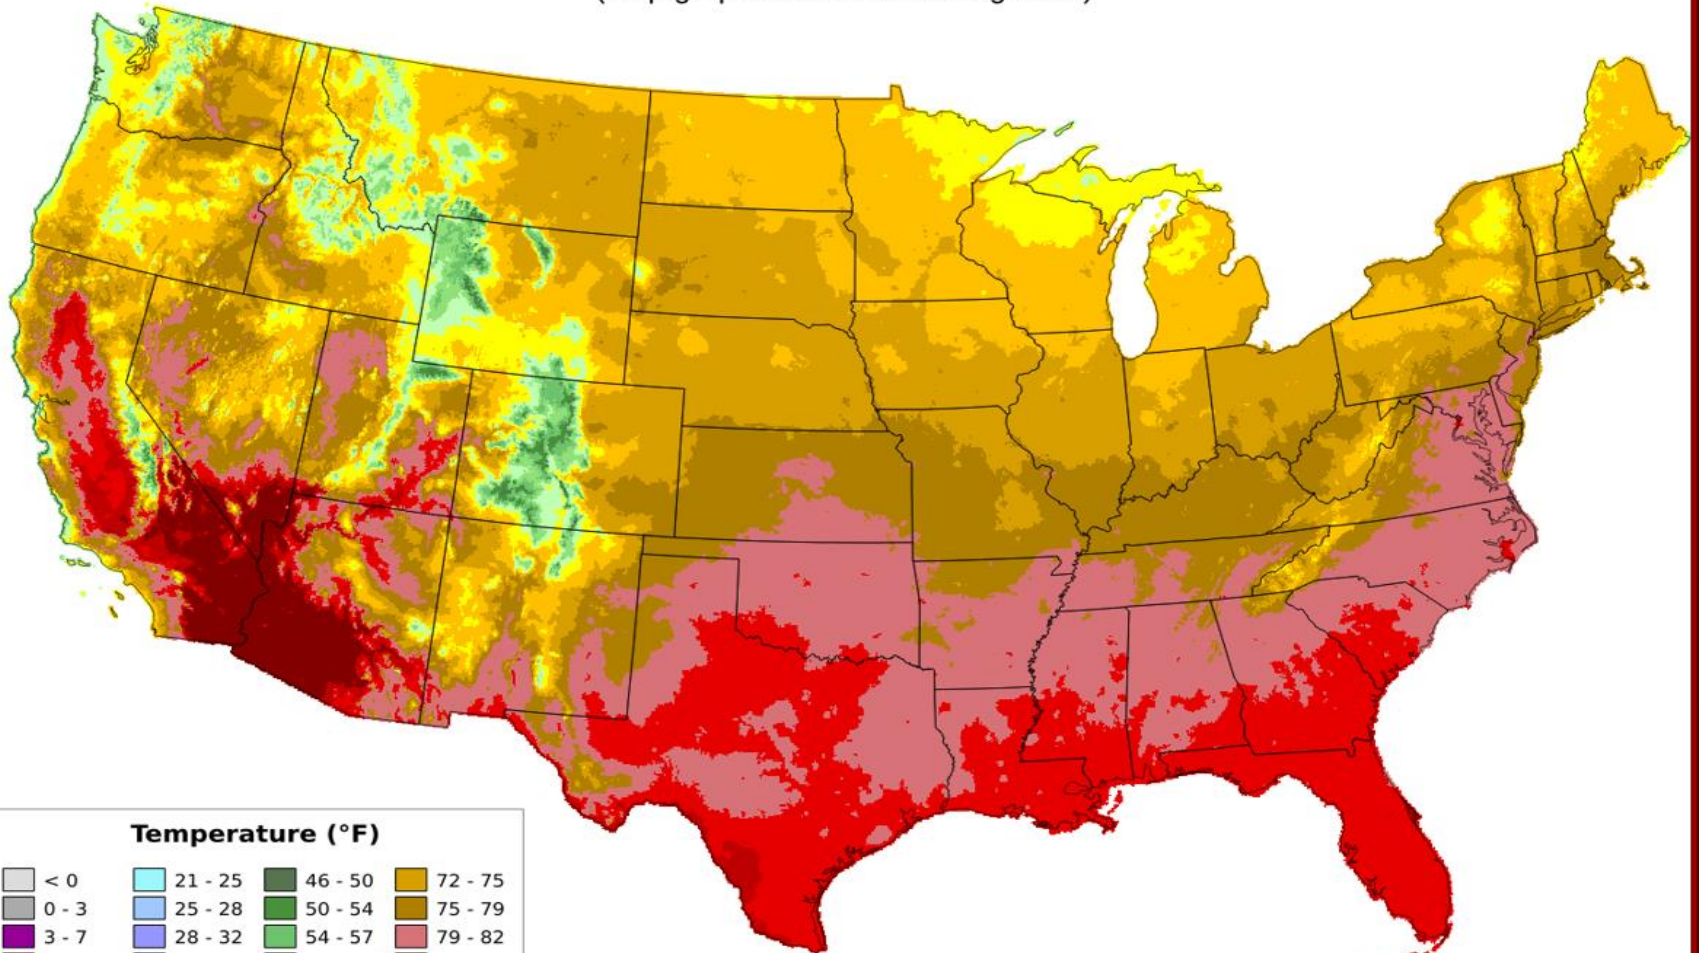 Temperature (°F)
< 0 21 - 25 46 - 50 72 - 75
0 - 3 25 - 28 50 - 54 75 - 79
3 - 7 28 - 32 54 - 57 79 - 82